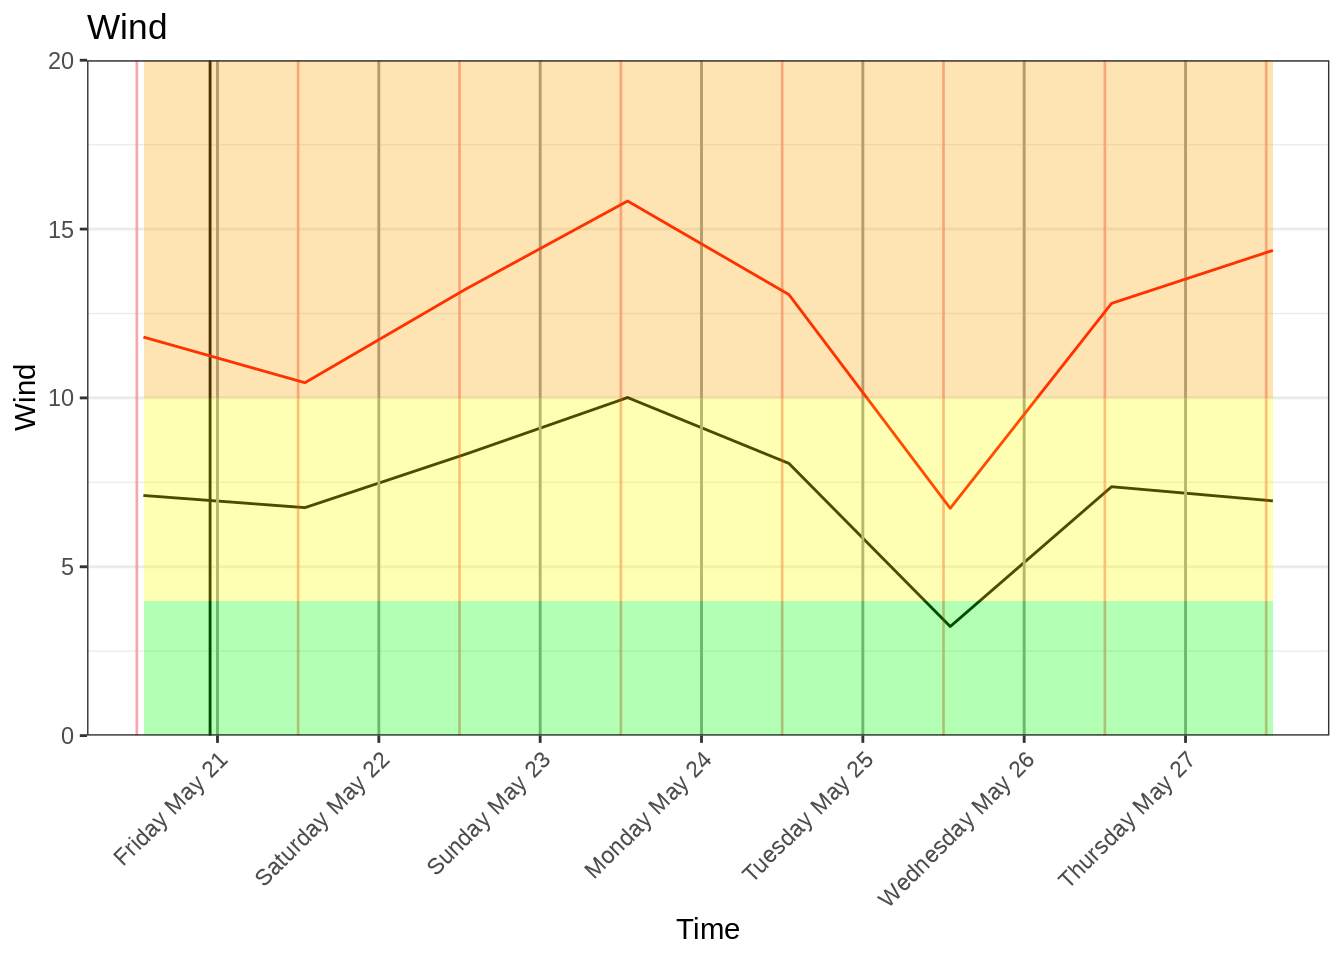 Wind
20
15
10
5
0
Wind
Friday May 21
Saturday May 22
Sunday May 23
Monday May 24
Tuesday May 25
Wednesday May 26
Thursday May 27
Time